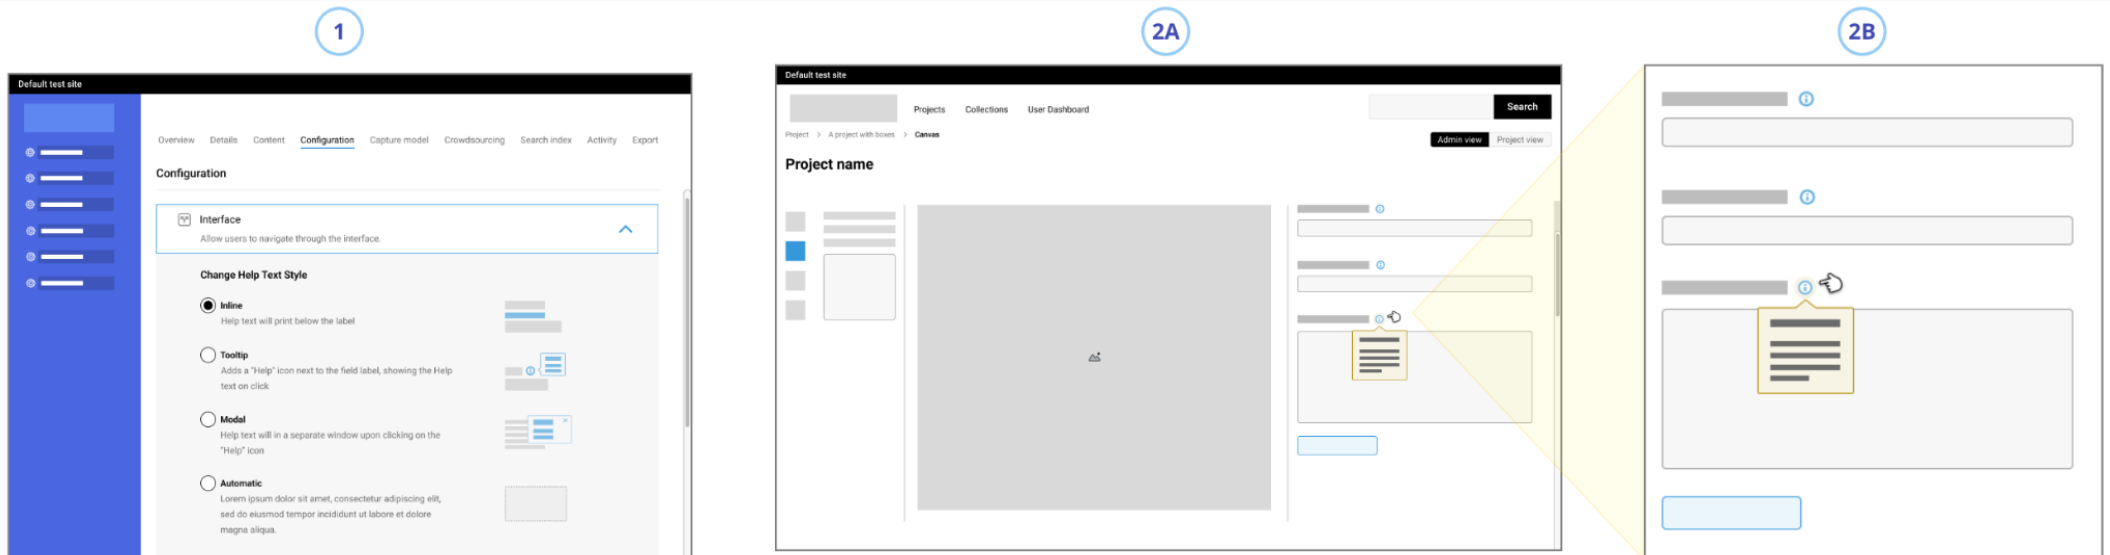 1
2A
2B
Default test site
Overview Details Content Configuration Capture model Crowdsourcing Search index Activity Export
Configuration
Interface
Allow users to navigate through the interface.
Change Help Text Style
Inline
Help text will print below the label
Tooltip
Adds a "Help" icon next to the field label, showing the Help
text on click
Modal
Help text will in a separate window upon clicking on the
"Help" icon
Automatic
Lorem ipsum dolor sit amet, consectetur adipiscing elit,
sed do eiusmod tempor incididunt ut labore et dolore
magna aliqua.
Default test site
Projects Collections User Dashboard
Search
Project > A project with boxes > Canvas
Admin view Project view
Project name